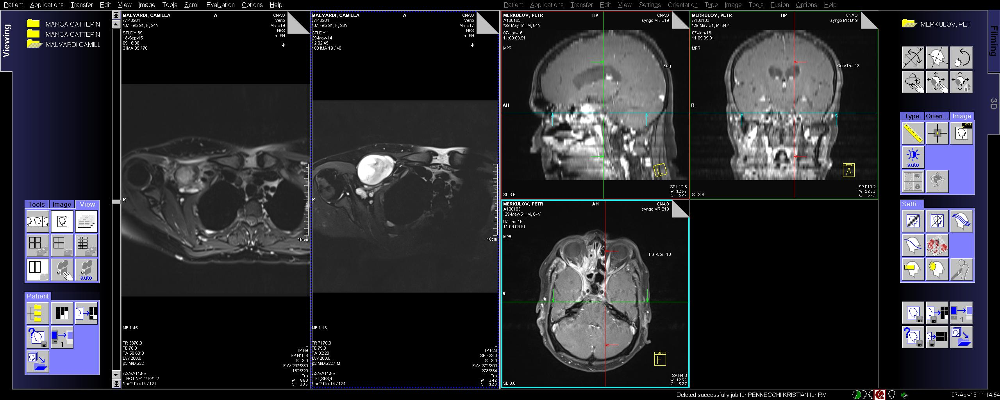 Patient Applications Transfer Edit View Image Tools Scroll Evaluation Options Help
Patient Applications Transfer Edit View Settings Orientation Type Image Tools Fusion Options Help
Viewing
MANCA CATTERIN
MANCA CATTERIN
MALVARDI CAMILL
Tools Image View
auto
Patient
1
MALVARDI, CAMILLA A CNAO
A140284 Verio
*07-Feb-91, F, 24Y MR B19
HFS
STUDY 89 +LPH
18-Sep-15
09:16:38
3 IMA 35 / 70
R
10cm
MF 1.45
TR 3870.0
TE 76.0
TA 50.63*3
BW 260.0
p3 M/DIS2D
A2/SAT1/FS
T:BO1;NE1,2;SP1,2
*tse2d1rs14 / 121
E
TP H9
SP H10.8
SL 3.0
FoV 297*380
162*320
Tra
W 880
C 335
MALVARDI, CAMILLA A CNAO
A140284 Verio
*07-Feb-91, F, 23Y MR B17
HFS
STUDY 1 +LPH
29-May-14
12:02:45
100 IMA 19 / 40
R
10cm
MF 1.13
TR 7170.0
TE 75.0
TA 03:28
BW 260.0
p2 M/DIS2D/FM
A3/SAT1/FS
T:FL;SP3,4
*tse2d1rs14 / 124
E
TP F28
SP F23.0
SL 3.0
FoV 272*300
278*384
Tra
W 342
C 123
MERKULOV, PETR HP CNAO
A130183 syngo MR B19
*29-May-51, M, 64Y
07-Jan-16
11:09:09.91
MPR
Sag
AH
L
SP L12.8
W 1252
SL 3.6 C 577
MERKULOV, PETR HP CNAO
A130183 syngo MR B19
*29-May-51, M, 64Y
07-Jan-16
11:09:09.91
MPR
Cor>Tra 13
R
A
SP P10.2
W 1252
SL 3.6 C 577
MERKULOV, PETR AH CNAO
A130183 syngo MR B19
*29-May-51, M, 64Y
07-Jan-16
11:09:09.91
MPR
Tra>Cor -13
R
F
SP H4.3
W 1252
SL 3.6 C 577
MERKULOV, PET
Filming
3D
Type Orien... Image
XYZ
auto
Setti...
1
Deleted successfully job for PENNECCHI KRISTIAN for RM
07-Apr-16 11:14:54